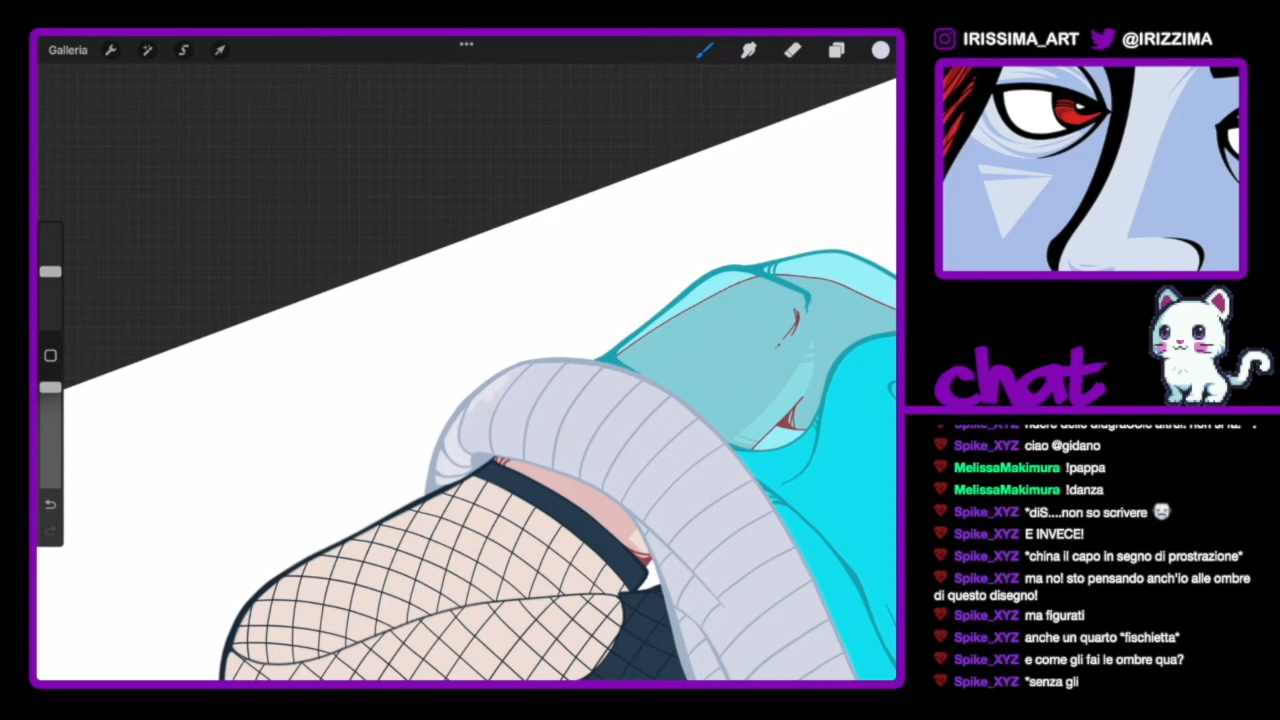 Galleria
IRISSIMA_ART @IRIZZIMA
chat
Spike_XYZ
Spike_XYZ ciao @gidano
MelissaMakimura !pappa
MelissaMakimura !danza
Spike_XYZ *diS....non so scrivere
Spike_XYZ E INVECE!
Spike_XYZ *china il capo in segno di prostrazione*
Spike_XYZ ma no! sto pensando anch'io alle ombre
di questo disegno!
Spike_XYZ ma figurati
Spike_XYZ anche un quarto *fischietta*
Spike_XYZ e come gli fai le ombre qua?
Spike_XYZ *senza gli